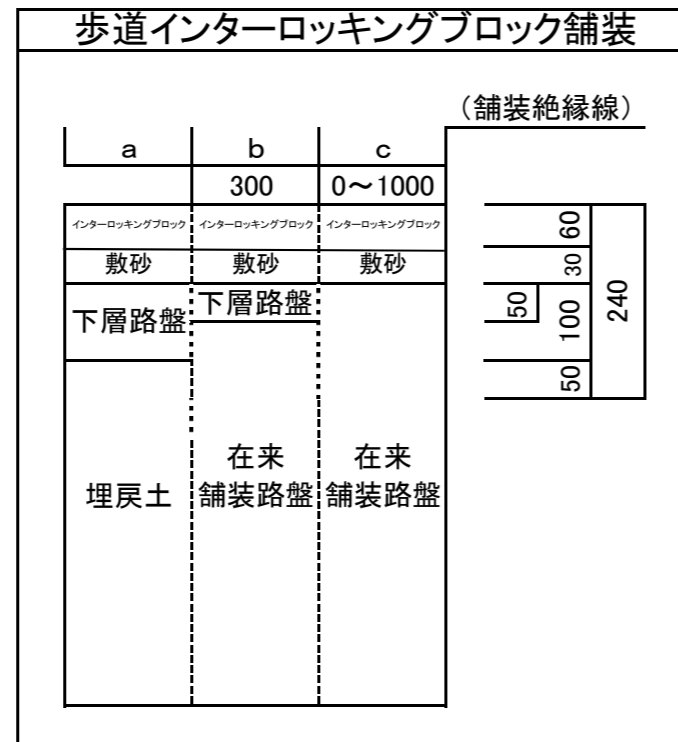 歩道インターロッキングブロック舗装
（舗装絶縁線）
a b c
300 0～1000
インターロッキングブロック インターロッキングブロック インターロッキングブロック
敷砂 敷砂 敷砂
下層路盤 下層路盤
埋戻土
在来
舗装路盤
在来
舗装路盤
60
30
50
100
50
240